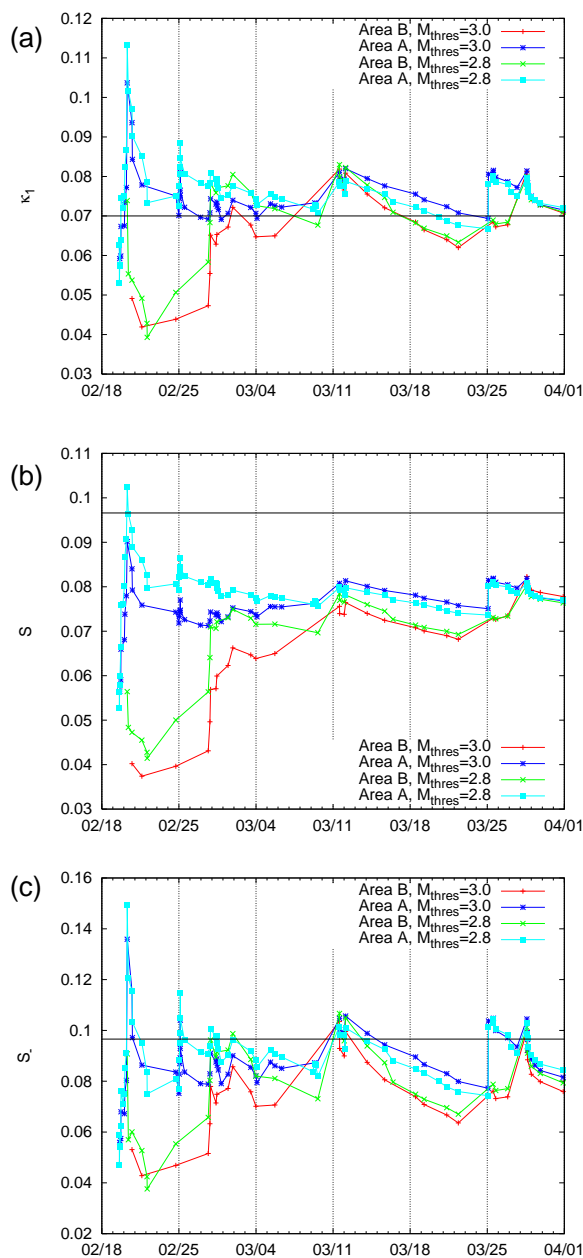 (a)
0.12
0.11
0.1
0.09
0.08
0.07
0.06
0.05
0.04
0.03
κ1
Area B, Mthres=3.0
Area A, Mthres=3.0
Area B, Mthres=2.8
Area A, Mthres=2.8
02/18 02/25 03/04 03/11 03/18 03/25 04/01
(b)
0.11
0.1
0.09
0.08
0.07
0.06
0.05
0.04
0.03
S
Area B, Mthres=3.0
Area A, Mthres=3.0
Area B, Mthres=2.8
Area A, Mthres=2.8
02/18 02/25 03/04 03/11 03/18 03/25 04/01
(c)
0.16
0.14
0.12
0.1
0.08
0.06
0.04
0.02
S-
Area B, Mthres=3.0
Area A, Mthres=3.0
Area B, Mthres=2.8
Area A, Mthres=2.8
02/18 02/25 03/04 03/11 03/18 03/25 04/01